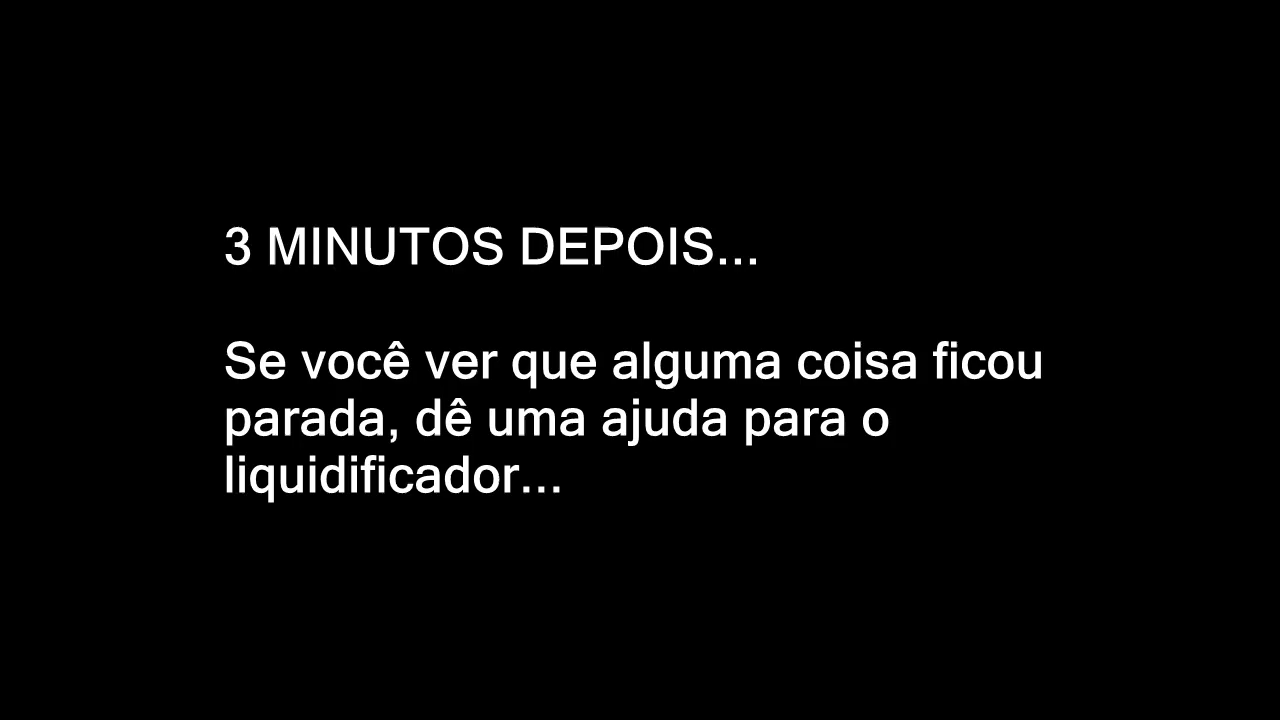 3 MINUTOS DEPOIS...
Se você ver que alguma coisa ficou
parada, dê uma ajuda para o
liquidificador...